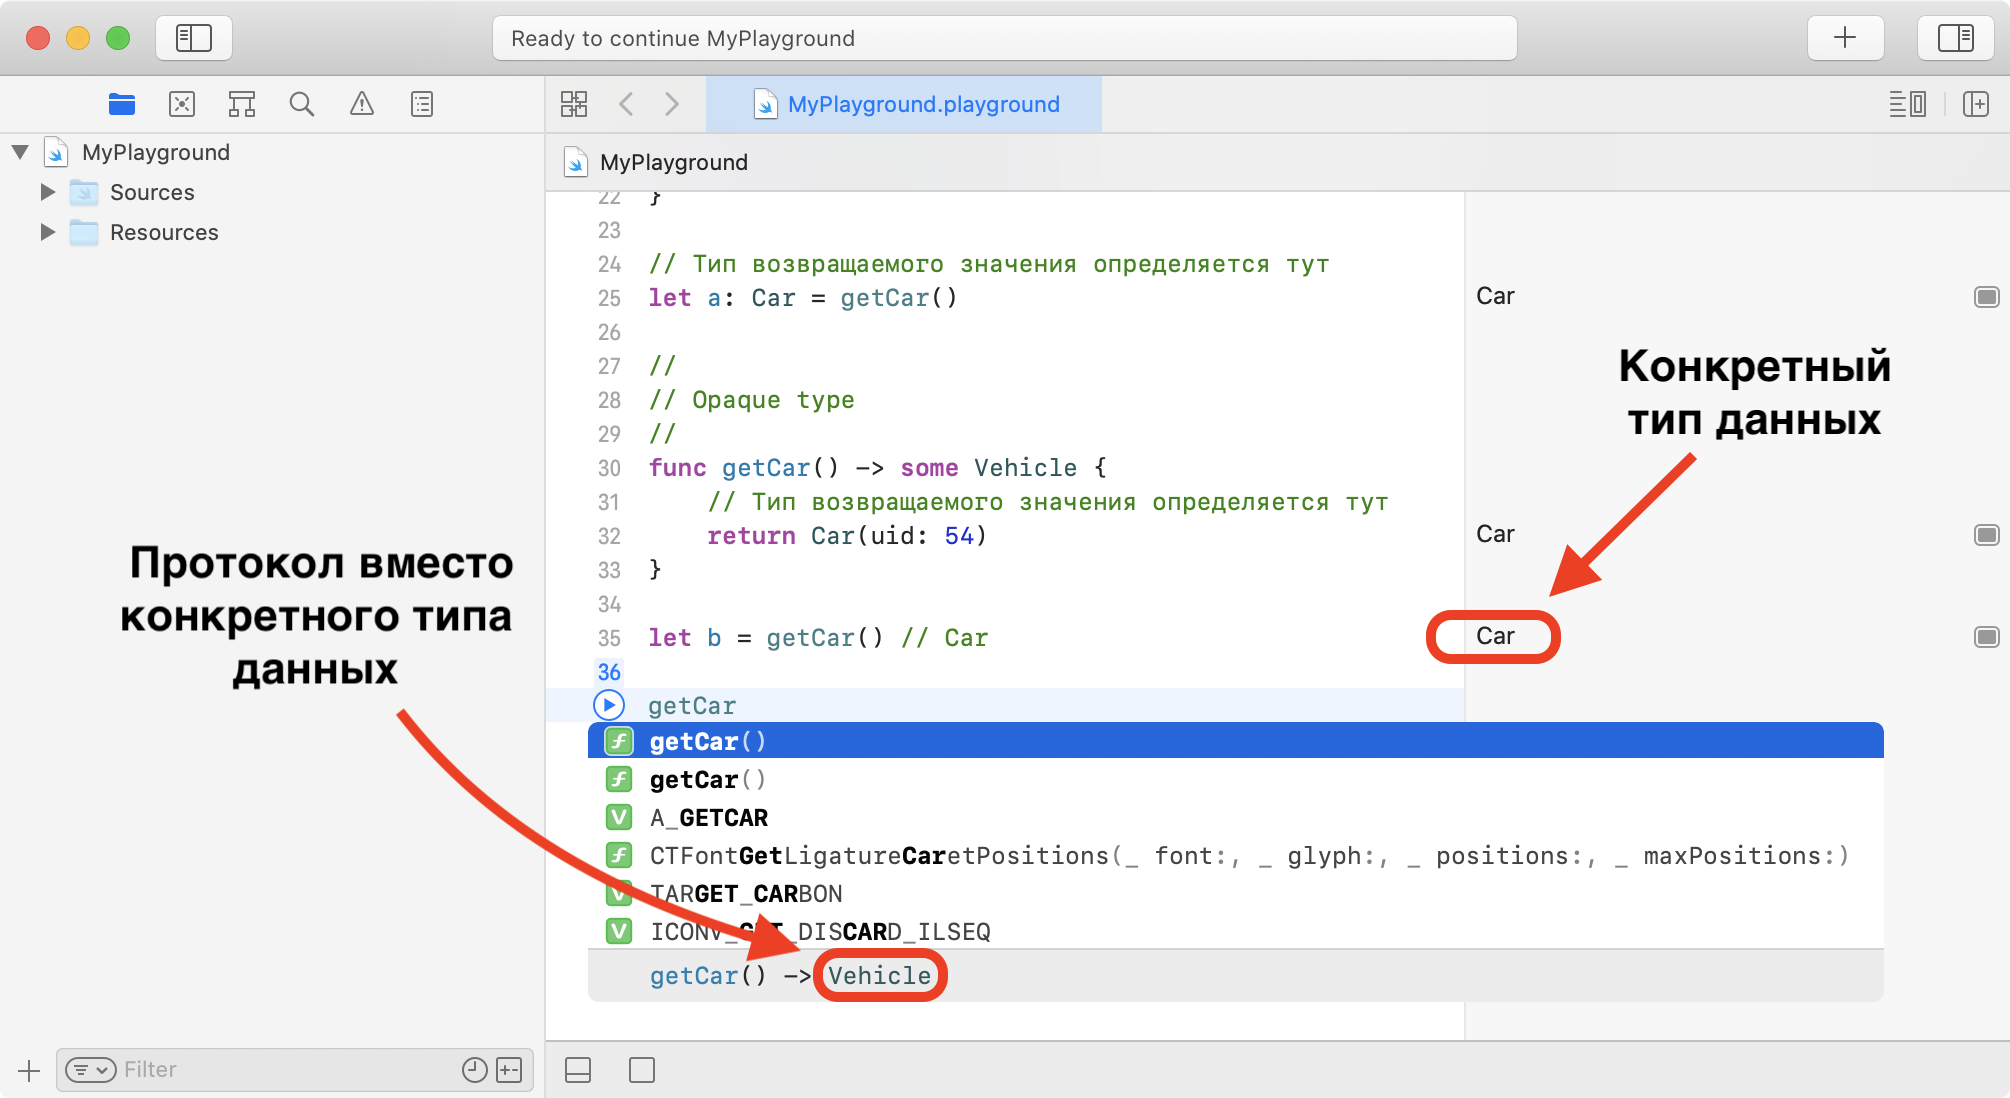 Ready to continue MyPlayground
MyPlayground.playground
MyPlayground
Sources
Resources
MyPlayground
22 }
23
24 // Тип возвращаемого значения определяется тут
25 let a: Car = getCar()
Car
26
27 //
28 // Opaque type
29 //
30 func getCar() -> some Vehicle {
31 // Тип возвращаемого значения определяется тут
32 return Car(uid: 54)
Car
33 }
34
35 let b = getCar() // Car
Car
36
getCar
getCar()
getCar()
A_GETCAR
CTFontGetLigatureCaretPositions(_ font:, _ glyph:, _ positions:, _ maxPositions:)
TARGET_CARBON
ICONV_GET_DISCARD_ILSEQ
getCar() -> Vehicle
Конкретный
тип данных
Протокол вместо
конкретного типа
данных
Filter